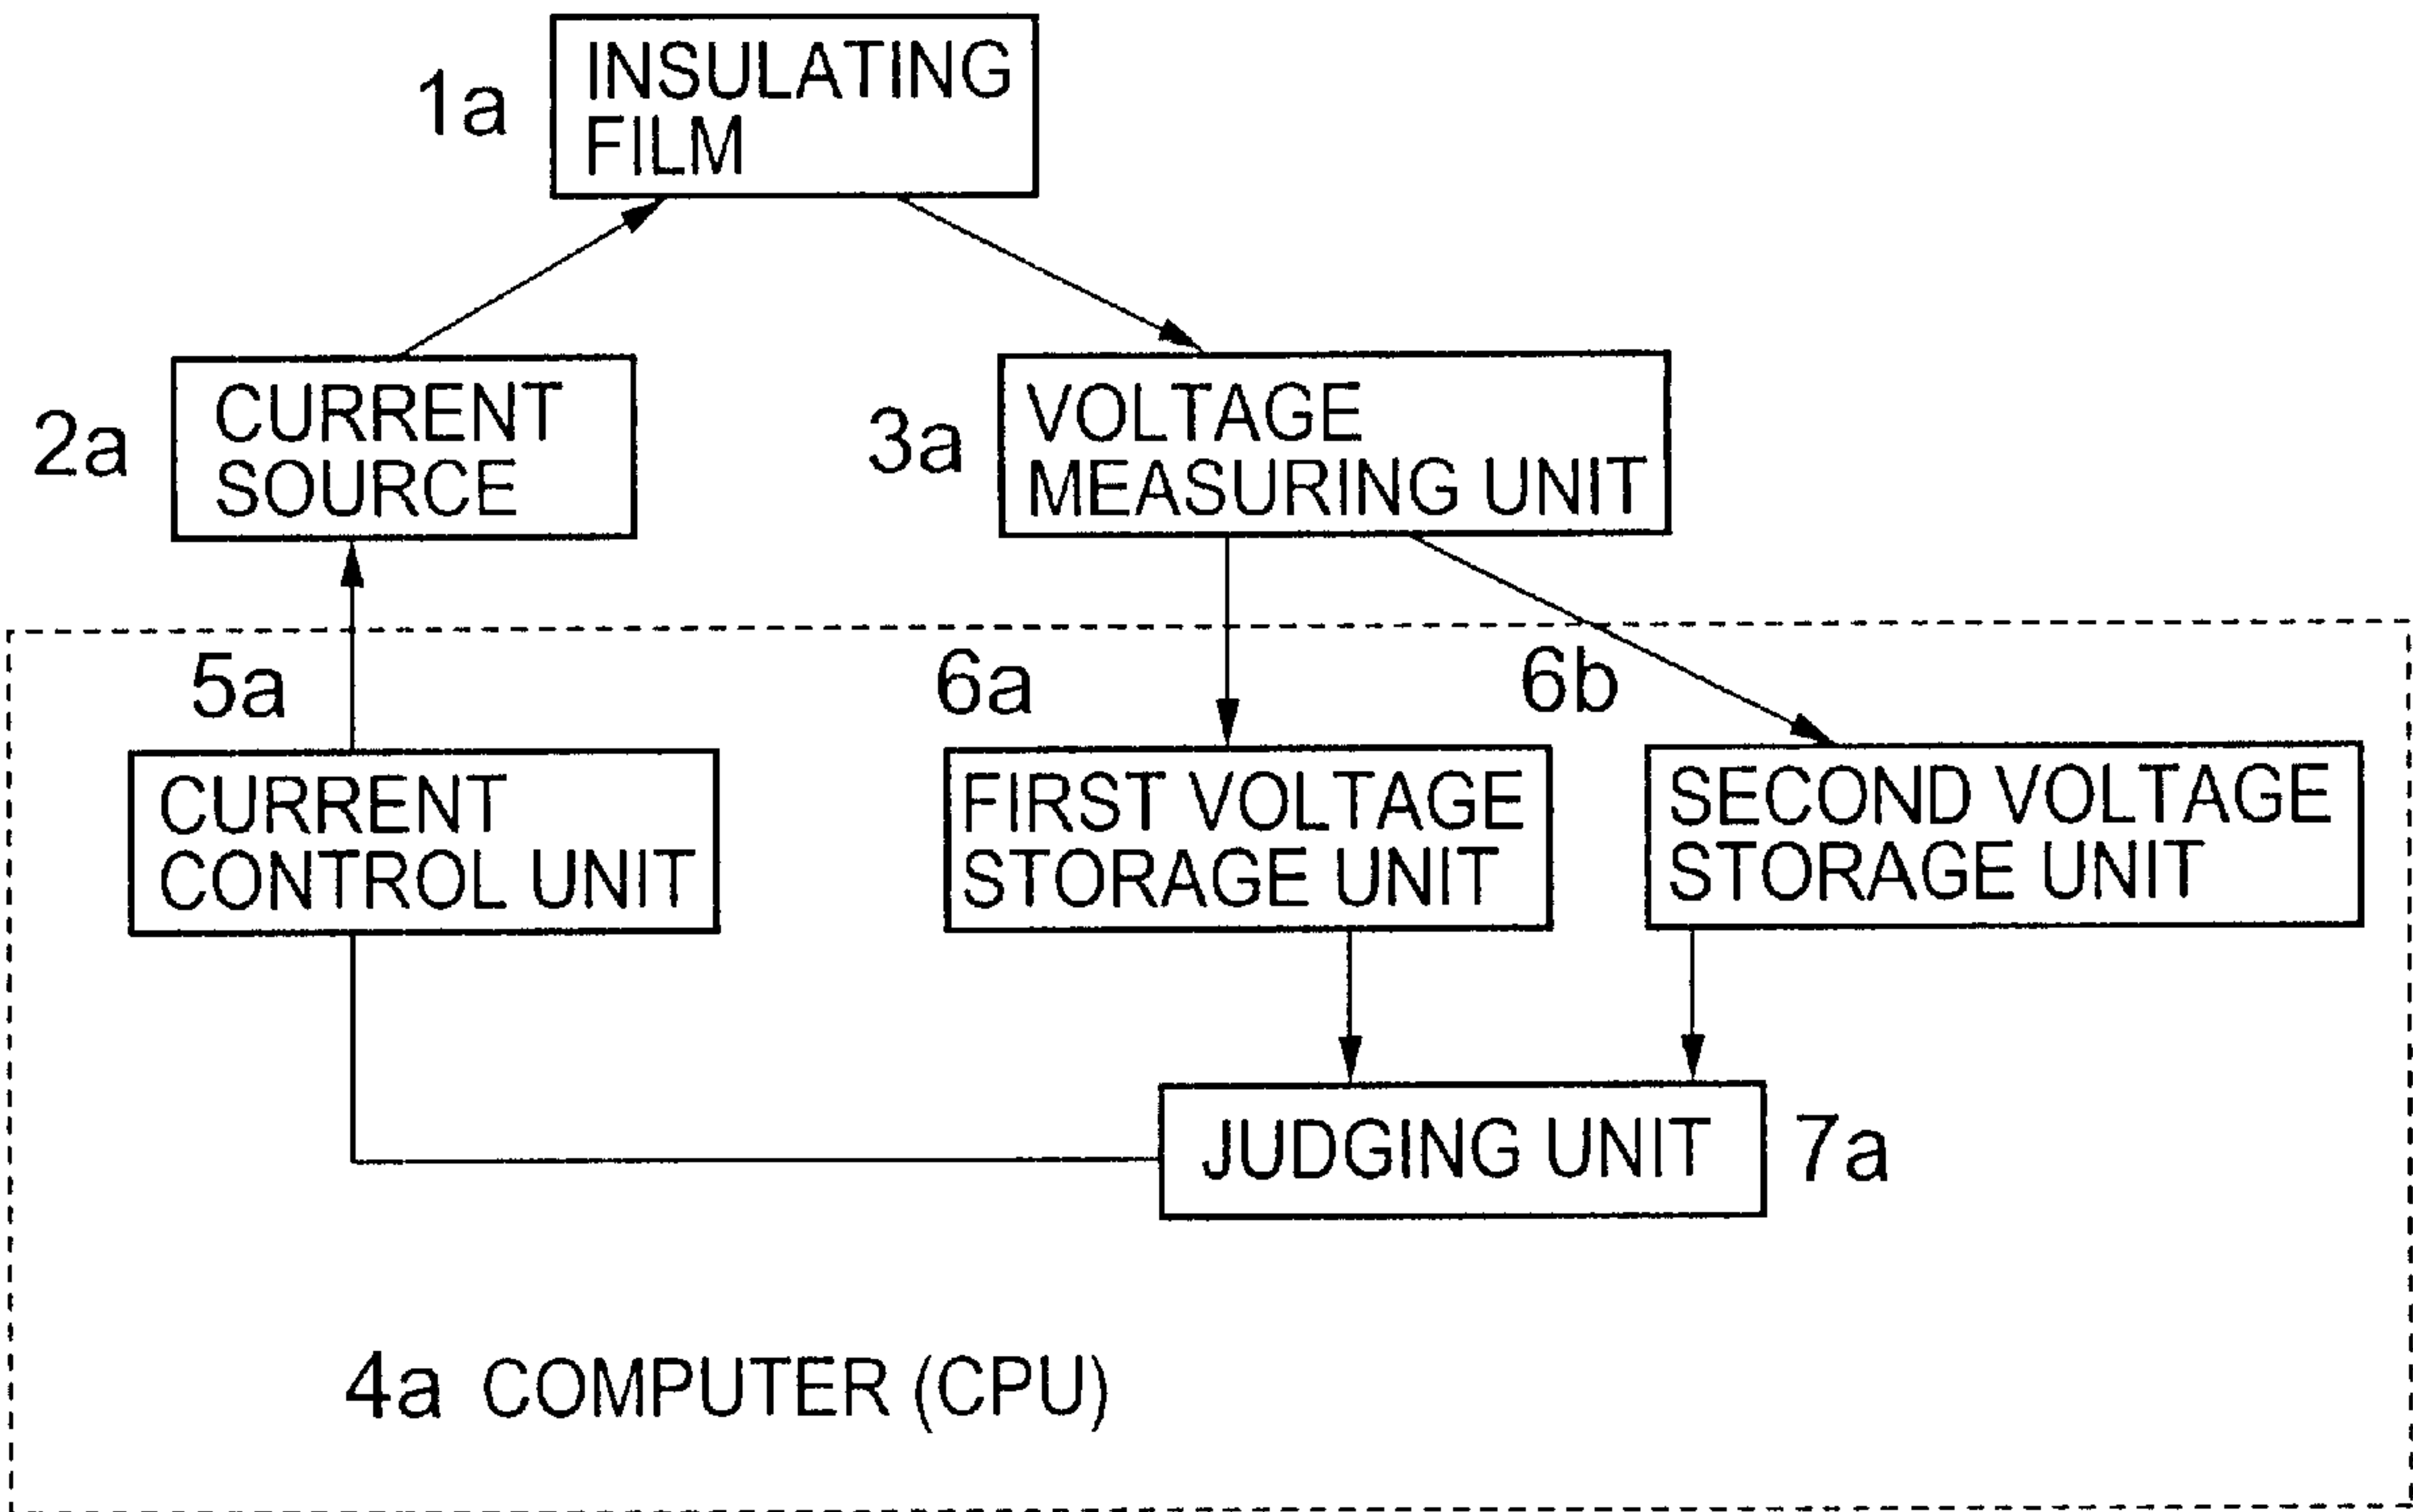 1a
INSULATING
FILM
2a
CURRENT
SOURCE
3a
VOLTAGE
MEASURING UNIT
5a
CURRENT
CONTROL UNIT
6a
FIRST VOLTAGE
STORAGE UNIT
6b
SECOND VOLTAGE
STORAGE UNIT
JUDGING UNIT 7a
4a COMPUTER (CPU)